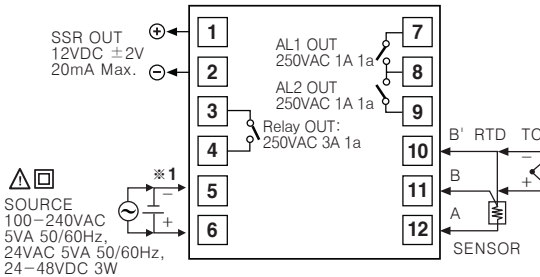 SSR OUT
12VDC ±2V
20mA Max.
1
2
3
4
5
6
Relay OUT:
250VAC 3A 1a
AL1 OUT
250VAC 1A 1a
AL2 OUT
250VAC 1A 1a
7
8
9
10
11
12
B' RTD TC
B
A
SENSOR
※1
SOURCE
100-240VAC
5VA 50/60Hz,
24VAC 5VA 50/60Hz,
24-48VDC 3W